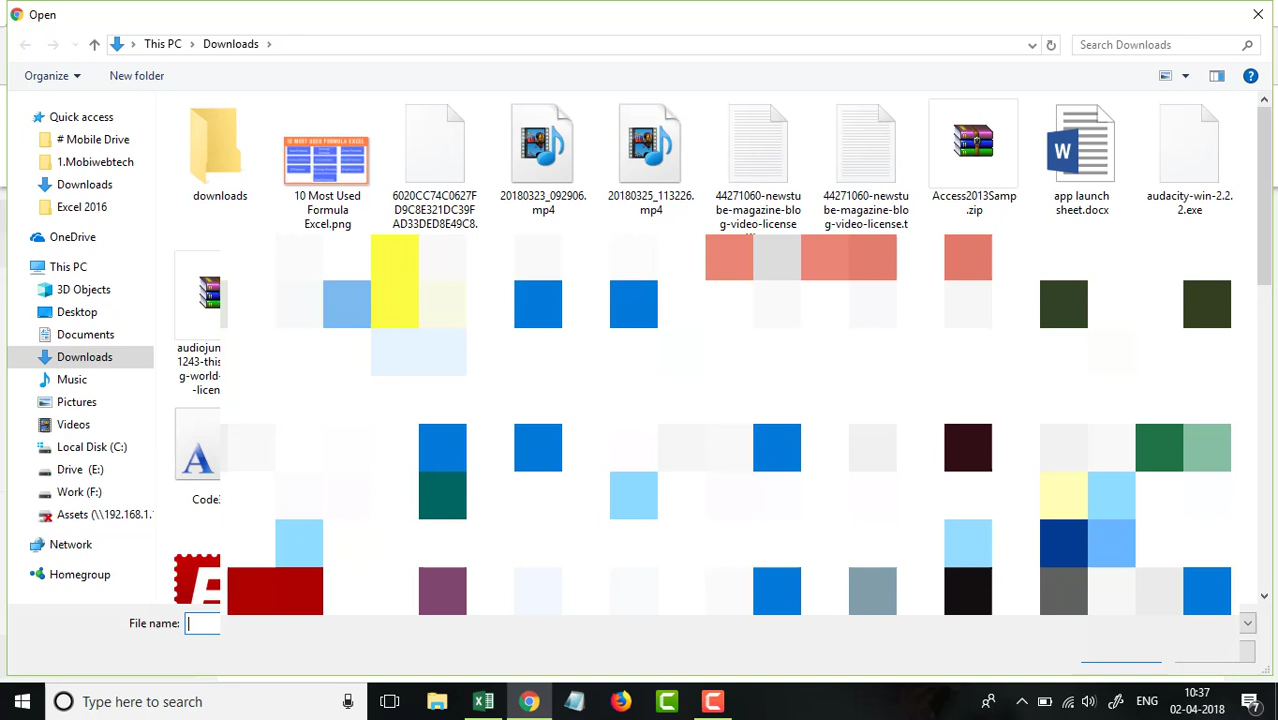 Open
This PC
Downloads
Search Downloads
Organize
New folder
Quick access
# Mobile Drive
1.Mobiwebtech
Downloads
Excel 2016
OneDrive
This PC
3D Objects
Desktop
Documents
Downloads
Music
Pictures
Videos
Local Disk (C:)
Drive (E:)
Work (F:)
Assets (\\192.168.1.
Network
Homegroup
downloads
10 Most Used
Formula
Excel.png
6020CC74C0627F
D9C8E321DC39F
AD33DED8E49C8.
20180323_092906.
mp4
20180325_113226.
mp4
44271060-newstu
be-magazine-blo
g-video-license
44271060-newstu
be-magazine-blo
g-video-license.t
Access2013Samp
.zip
app launch
sheet.docx
audacity-win-2.2.
2.exe
audiojun
1243-this
g-world-
-licen
Code
File name:
Type here to search
ENG
10:37
02-04-2018
7